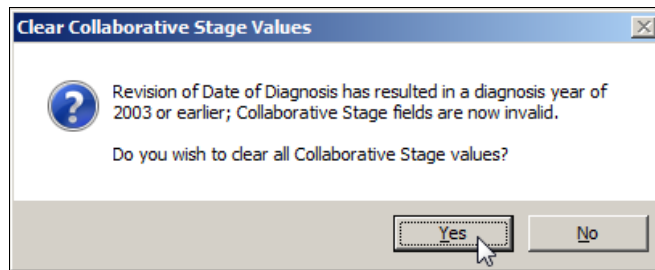 Clear Collaborative Stage Values
Revision of Date of Diagnosis has resulted in a diagnosis year of
2003 or earlier; Collaborative Stage fields are now invalid.
Do you wish to clear all Collaborative Stage values?
Yes
No